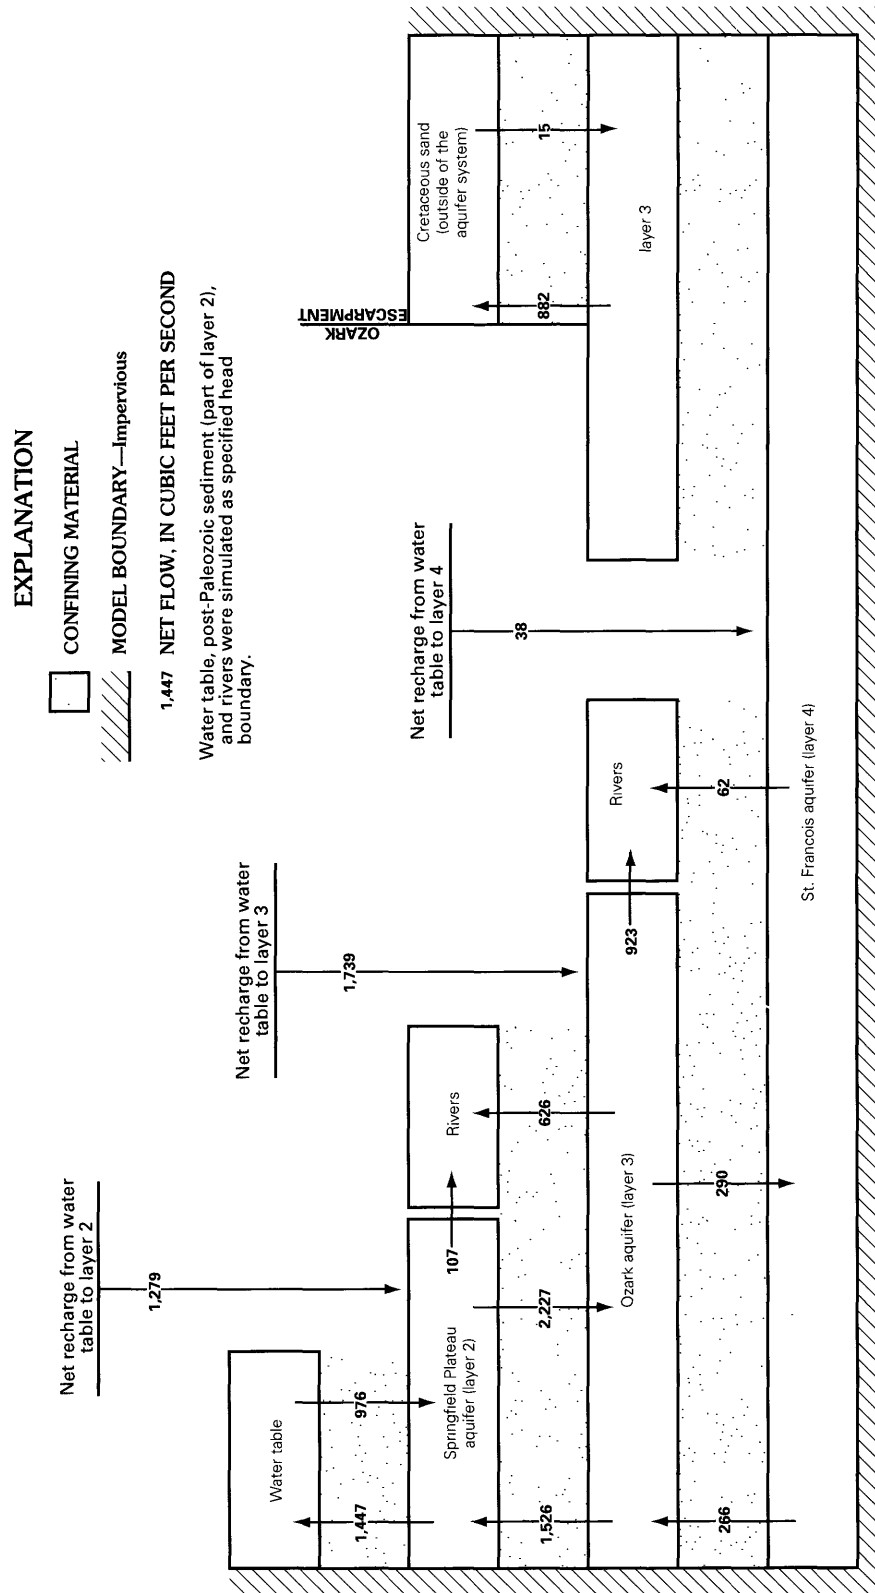 EXPLANATION
CONFINING MATERIAL
MODEL BOUNDARY—Impervious
1,447 NET FLOW, IN CUBIC FEET PER SECOND
Water table, post-Paleozoic sediment (part of layer 2),
and rivers were simulated as specified head
boundary.
Net recharge from water
table to layer 2
1,279
Net recharge from water
table to layer 3
1,739
Net recharge from water
table to layer 4
38
OZARK
ESCARPMENT
Water table
1,447
976
Springfield Plateau
aquifer (layer 2)
107
Rivers
Cretaceous sand
(outside of the
aquifer system)
1,526
2,227
626
882
15
Ozark aquifer (layer 3)
923
Rivers
layer 3
266
290
62
St. Francois aquifer (layer 4)